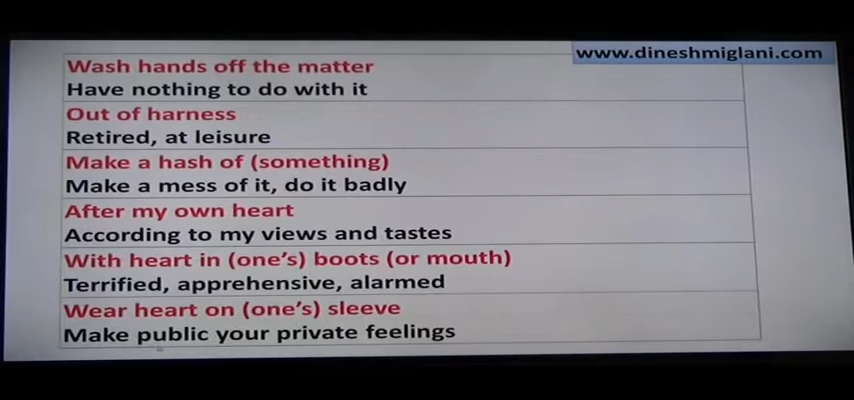 www.dineshmiglani.com
Wash hands off the matter
Have nothing to do with it
Out of harness
Retired, at leisure
Make a hash of (something)
Make a mess of it, do it badly
After my own heart
According to my views and tastes
With heart in (one's) boots (or mouth)
Terrified, apprehensive, alarmed
Wear heart on (one's) sleeve
Make public your private feelings